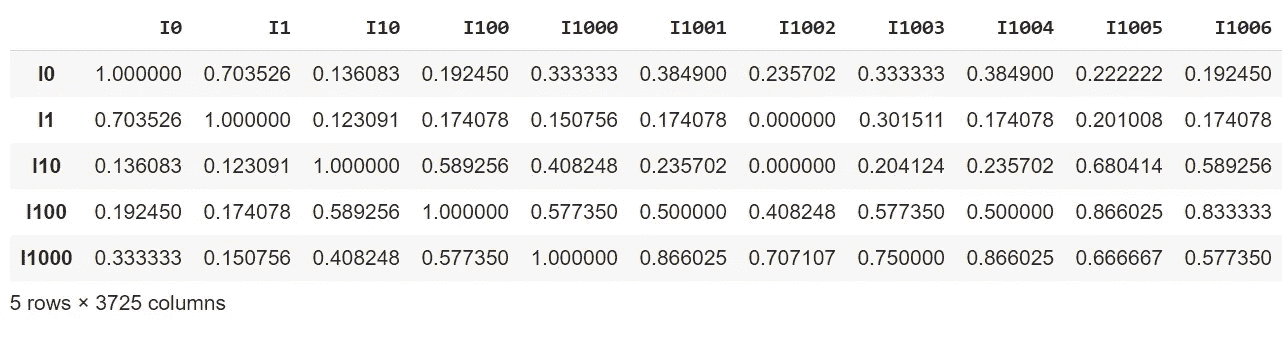 I0 I1 I10 I100 I1000 I1001 I1002 I1003 I1004 I1005 I1006
I0 1.000000 0.703526 0.136083 0.192450 0.333333 0.384900 0.235702 0.333333 0.384900 0.222222 0.192450
I1 0.703526 1.000000 0.123091 0.174078 0.150756 0.174078 0.000000 0.301511 0.174078 0.201008 0.174078
I10 0.136083 0.123091 1.000000 0.589256 0.408248 0.235702 0.000000 0.204124 0.235702 0.680414 0.589256
I100 0.192450 0.174078 0.589256 1.000000 0.577350 0.500000 0.408248 0.577350 0.500000 0.866025 0.833333
I1000 0.333333 0.150756 0.408248 0.577350 1.000000 0.866025 0.707107 0.750000 0.866025 0.666667 0.577350
5 rows × 3725 columns